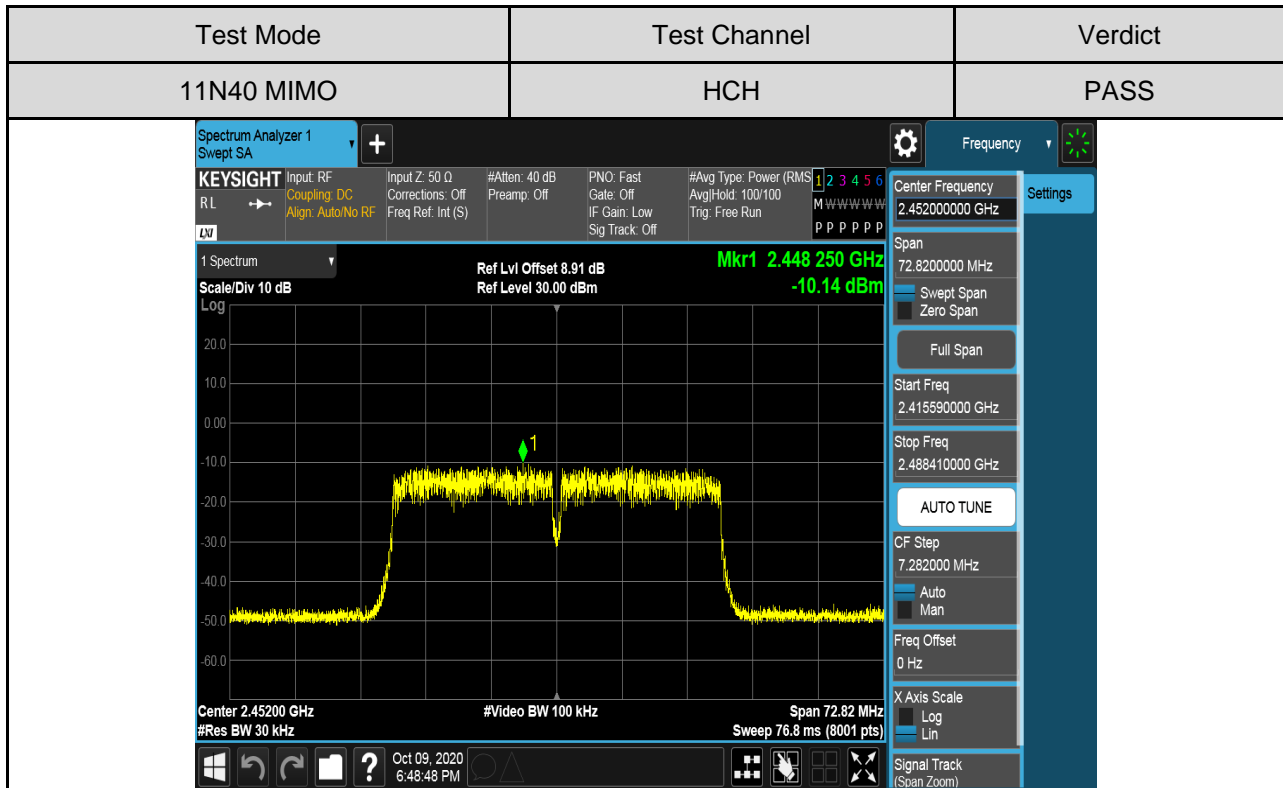 Test Mode Test Channel Verdict
11N40 MIMO HCH PASS
Spectrum Analyzer 1
Swept SA
+
Frequency
KEYSIGHT
RL
LXI
Input: RF
Coupling: DC
Align: Auto/No RF
Input Z: 50 Ω
Corrections: Off
Freq Ref: Int (S)
#Atten: 40 dB
Preamp: Off
PNO: Fast
Gate: Off
IF Gain: Low
Sig Track: Off
#Avg Type: Power (RMS
Avg|Hold: 100/100
Trig: Free Run
1 2 3 4 5 6
M W W W W W
P P P P P P
1 Spectrum
Scale/Div 10 dB
Ref Lvl Offset 8.91 dB
Ref Level 30.00 dBm
Mkr1 2.448 250 GHz
-10.14 dBm
Log
20.0
10.0
0.00
-10.0
-20.0
-30.0
-40.0
-50.0
-60.0
1
Center 2.45200 GHz
#Res BW 30 kHz
#Video BW 100 kHz
Span 72.82 MHz
Sweep 76.8 ms (8001 pts)
Center Frequency
2.452000000 GHz
Settings
Span
72.8200000 MHz
Swept Span
Zero Span
Full Span
Start Freq
2.415590000 GHz
Stop Freq
2.488410000 GHz
AUTO TUNE
CF Step
7.282000 MHz
Auto
Man
Freq Offset
0 Hz
X Axis Scale
Log
Lin
Signal Track
(Span Zoom)
?
Oct 09, 2020
6:48:48 PM